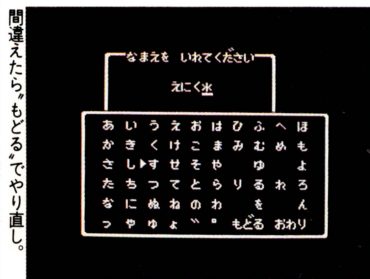 間違えたら〝もどる〟でやり直し。
なまえを いれてください
えにく＊
あ い う え お は ひ ふ へ ほ
か き く け こ ま み む め も
さ し ▶す せ そ や ゆ よ
た ち つ て と ら り る れ ろ
な に ぬ ね の わ を ん
っ ゃ ゅ ょ ゛ ゜ もどる おわり